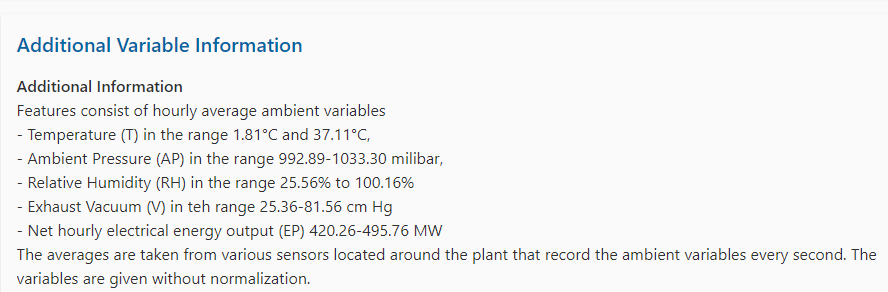 Additional Variable Information
Additional Information
Features consist of hourly average ambient variables
- Temperature (T) in the range 1.81°C and 37.11°C,
- Ambient Pressure (AP) in the range 992.89-1033.30 milibar,
- Relative Humidity (RH) in the range 25.56% to 100.16%
- Exhaust Vacuum (V) in teh range 25.36-81.56 cm Hg
- Net hourly electrical energy output (EP) 420.26-495.76 MW
The averages are taken from various sensors located around the plant that record the ambient variables every second. The
variables are given without normalization.